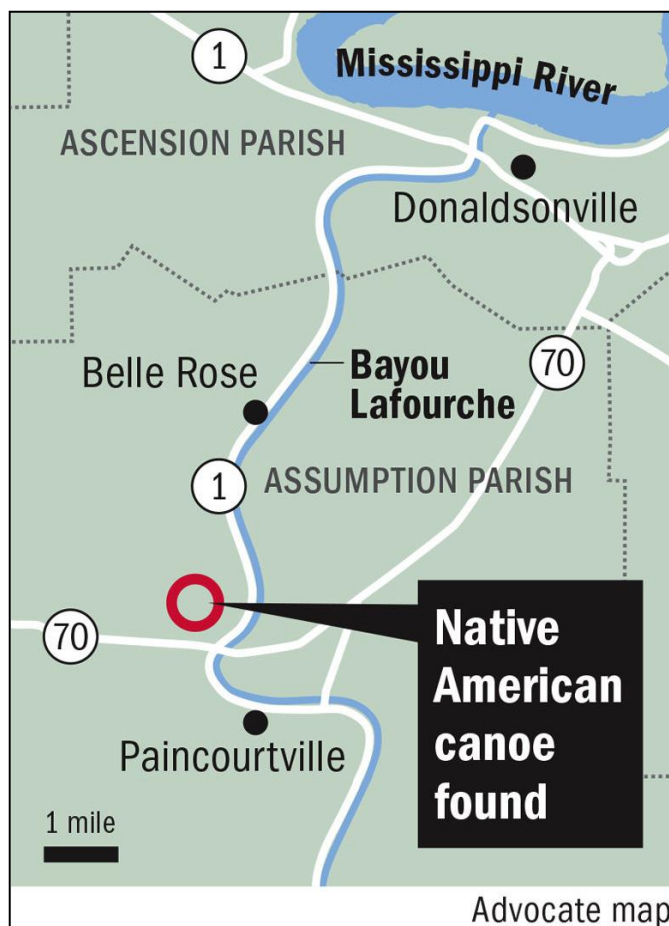 1
Mississippi River
ASCENSION PARISH
Donaldsonville
Belle Rose
Bayou
Lafourche
70
1
ASSUMPTION PARISH
70
Native
American
canoe
found
Paincourtville
1 mile
Advocate map